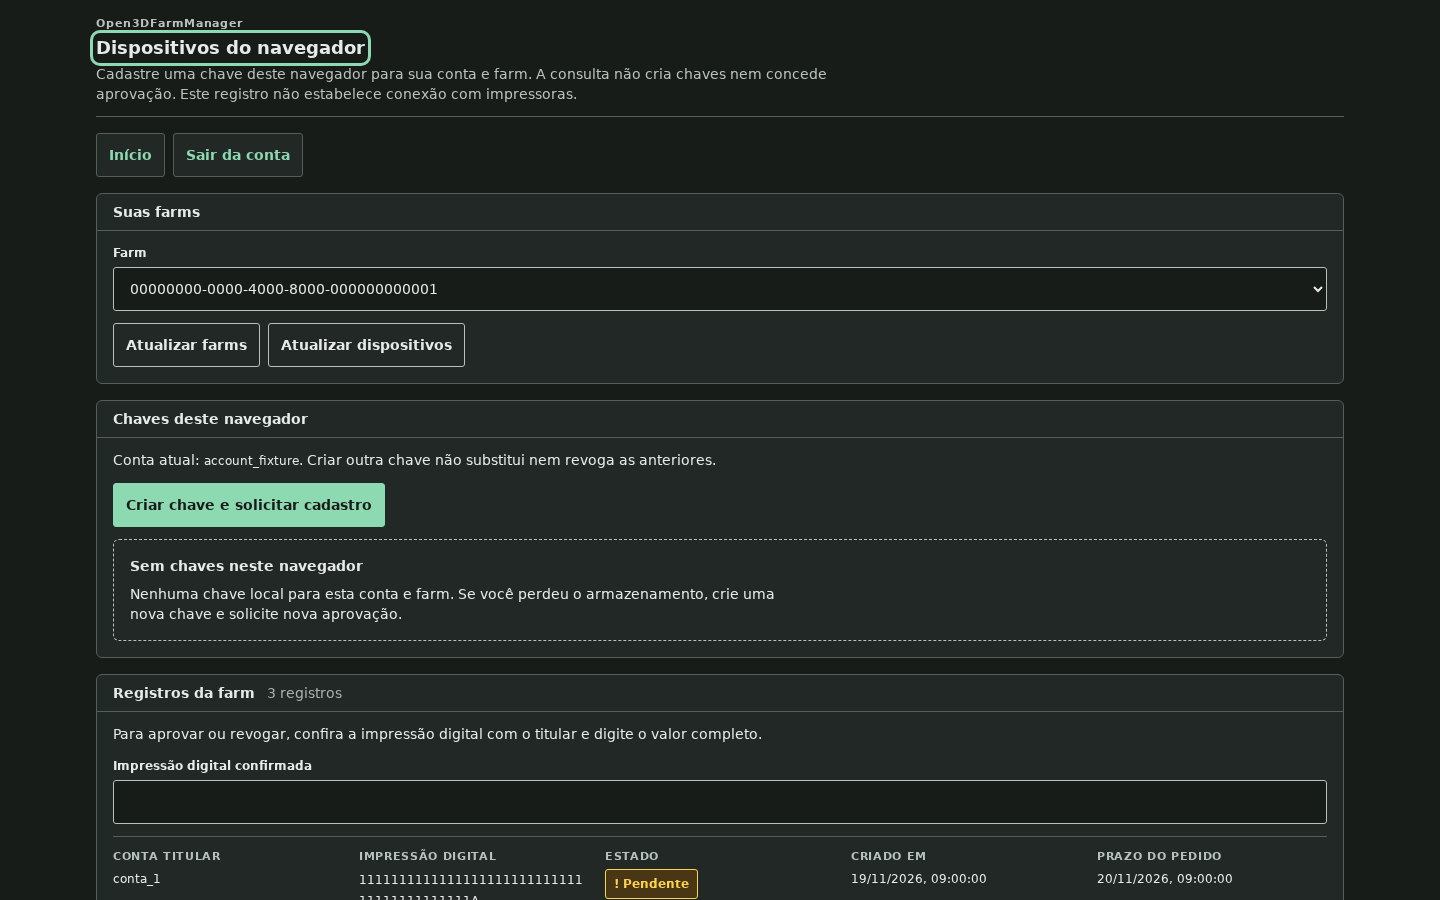 Open3DFarmManager
Dispositivos do navegador
Cadastre uma chave deste navegador para sua conta e farm. A consulta não cria chaves nem concede
aprovação. Este registro não estabelece conexão com impressoras.
Início
Sair da conta
Suas farms
Farm
00000000-0000-4000-8000-000000000001
Atualizar farms
Atualizar dispositivos
Chaves deste navegador
Conta atual: account_fixture. Criar outra chave não substitui nem revoga as anteriores.
Criar chave e solicitar cadastro
Sem chaves neste navegador
Nenhuma chave local para esta conta e farm. Se você perdeu o armazenamento, crie uma
nova chave e solicite nova aprovação.
Registros da farm 3 registros
Para aprovar ou revogar, confira a impressão digital com o titular e digite o valor completo.
Impressão digital confirmada
CONTA TITULAR IMPRESSÃO DIGITAL ESTADO CRIADO EM PRAZO DO PEDIDO
conta_1 1111111111111111111111111111 ! Pendente 19/11/2026, 09:00:00 20/11/2026, 09:00:00